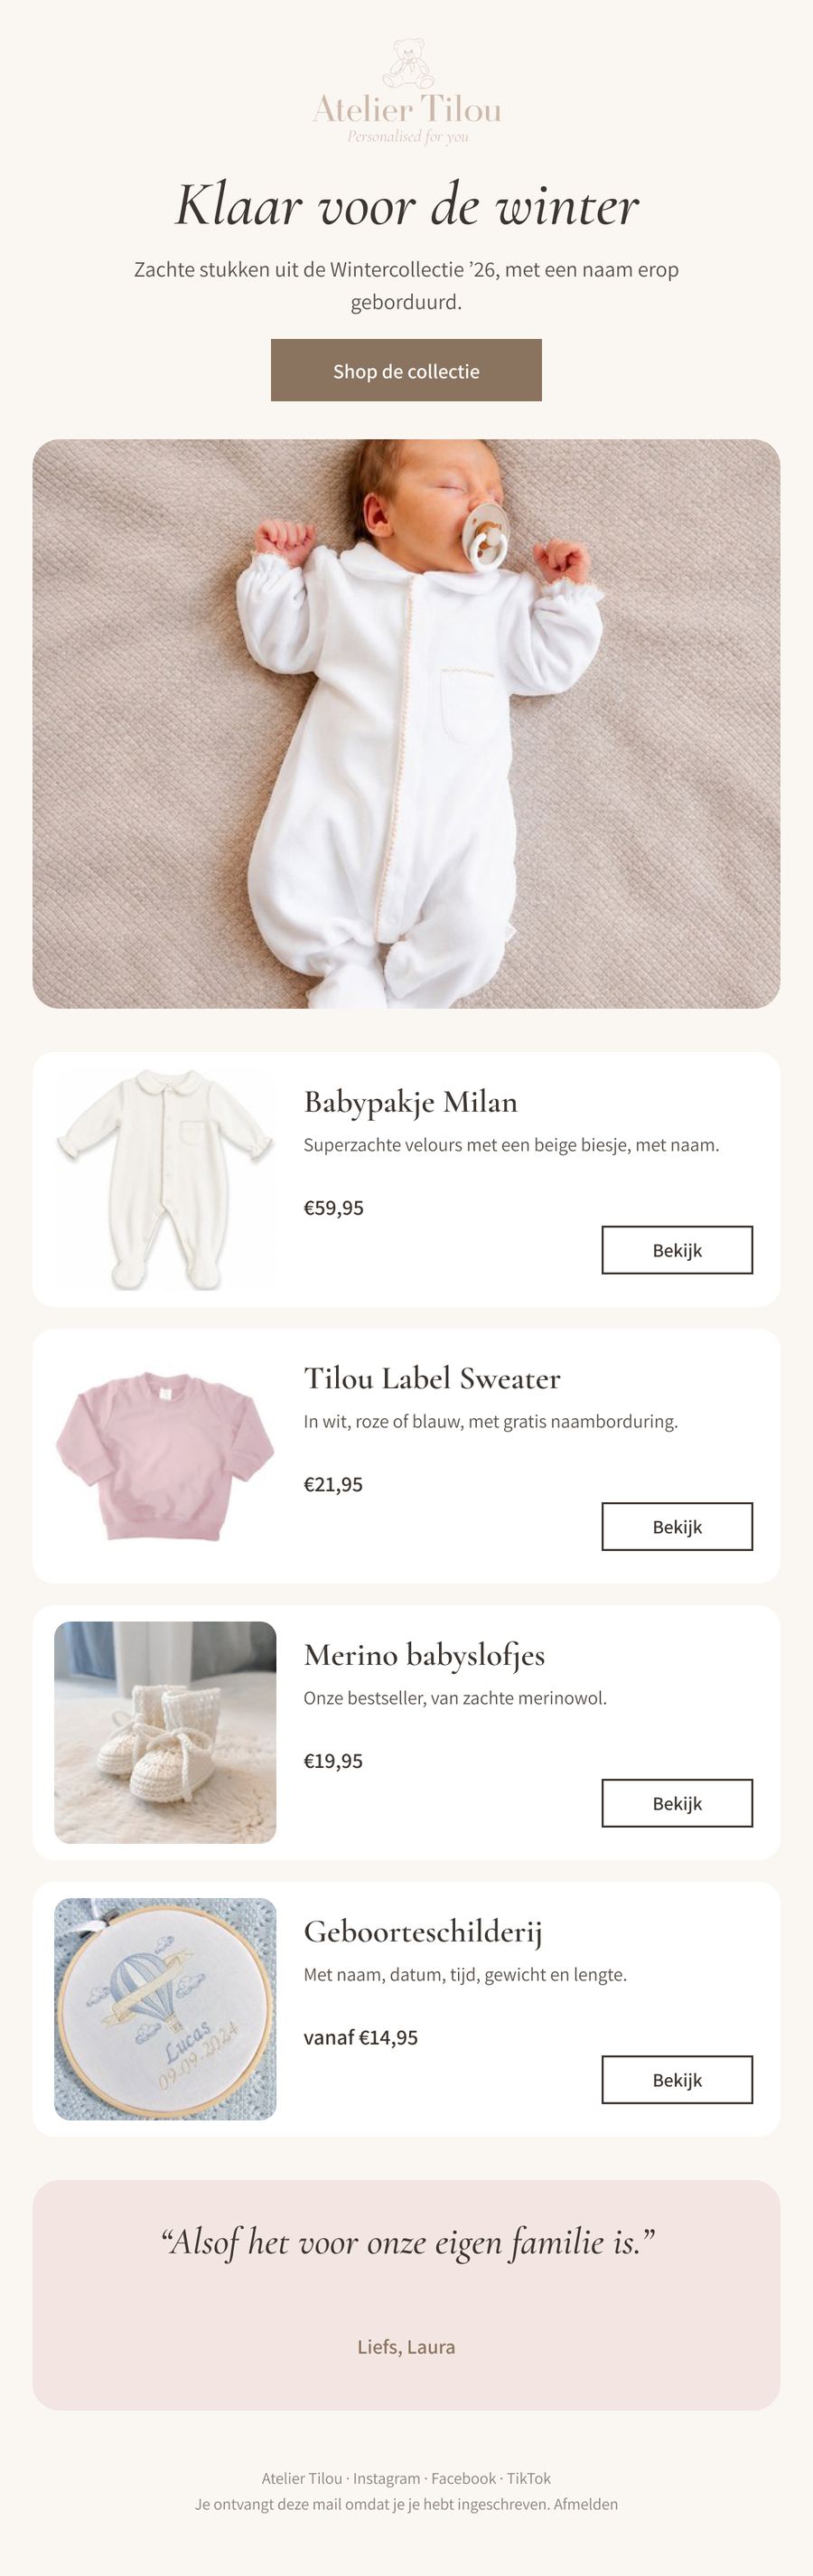 Atelier Tilou
Personalised for you
Klaar voor de winter
Zachte stukken uit de Wintercollectie ’26, met een naam erop
geborduurd.
Shop de collectie
Babypakje Milan
Superzachte velours met een beige biesje, met naam.
€59,95
Bekijk
Tilou Label Sweater
In wit, roze of blauw, met gratis naamborduring.
€21,95
Bekijk
Merino babyslofjes
Onze bestseller, van zachte merinowol.
€19,95
Bekijk
Lucas
09.09.2024
Geboorteschilderij
Met naam, datum, tijd, gewicht en lengte.
vanaf €14,95
Bekijk
“Alsof het voor onze eigen familie is.”
Liefs, Laura
Atelier Tilou · Instagram · Facebook · TikTok
Je ontvangt deze mail omdat je je hebt ingeschreven. Afmelden